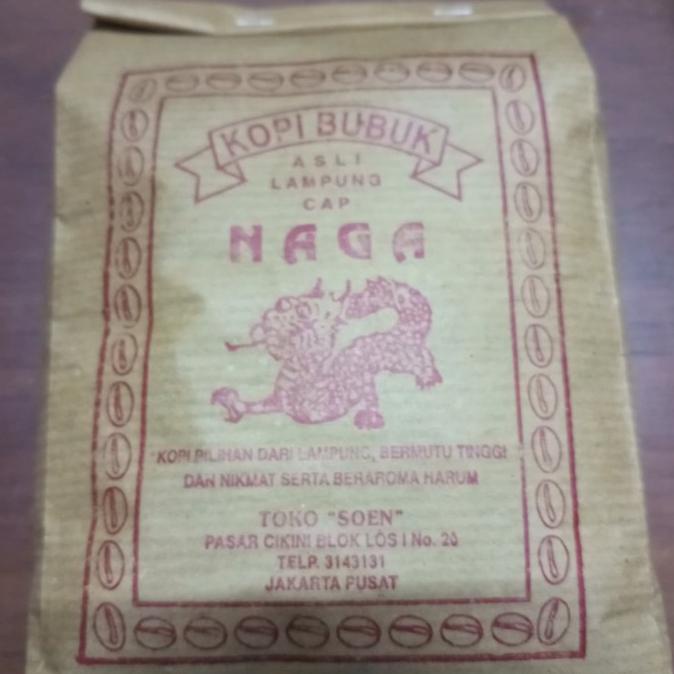 KOPI BUBUK
ASLI
LAMPUNG
CAP
NAGA
KOPI PILIHAN DARI LAMPUNG, BERMUTU TINGGI
DAN NIKMAT SERTA BERAROMA HARUM
TOKO "SOEN"
PASAR CIKINI BLOK LOS I No. 20
TELP. 3143131
JAKARTA PUSAT